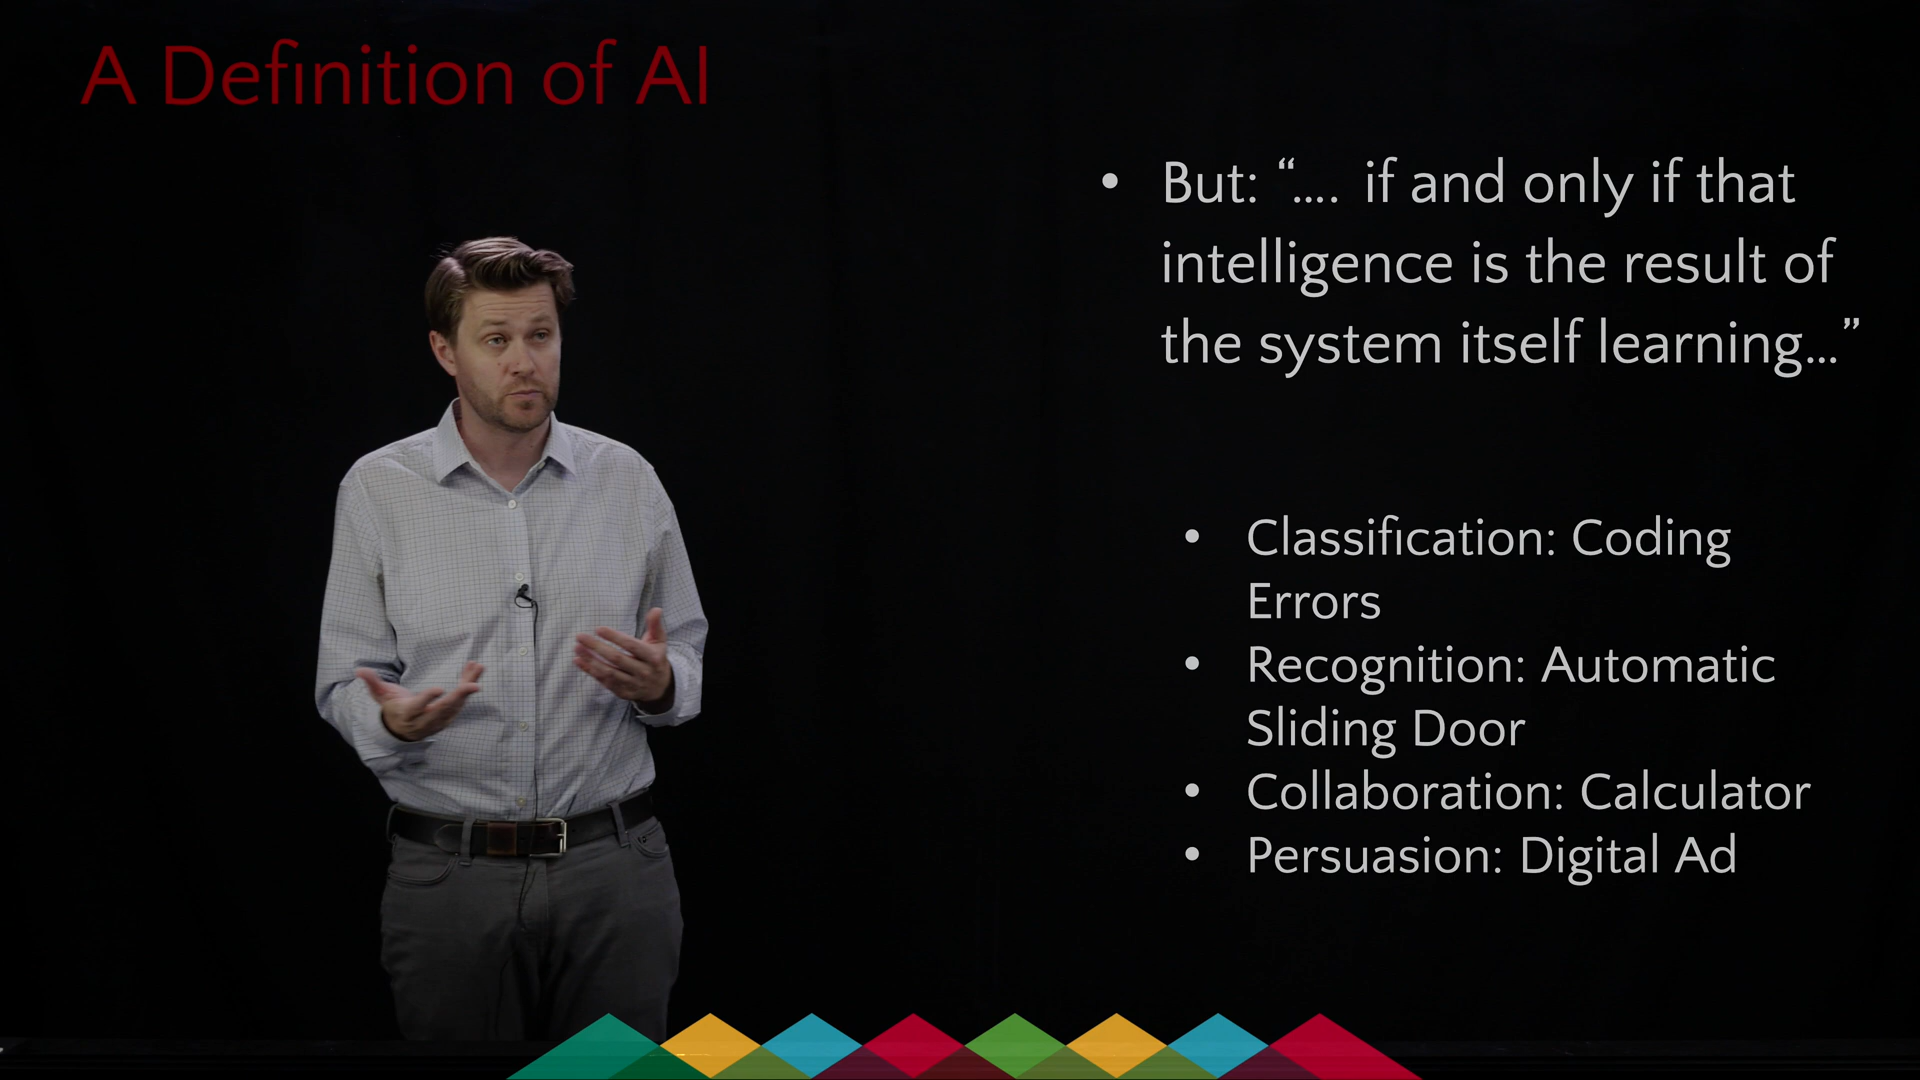 A Definition of AI
• But: “.... if and only if that
intelligence is the result of
the system itself learning...”
• Classification: Coding
Errors
• Recognition: Automatic
Sliding Door
• Collaboration: Calculator
• Persuasion: Digital Ad